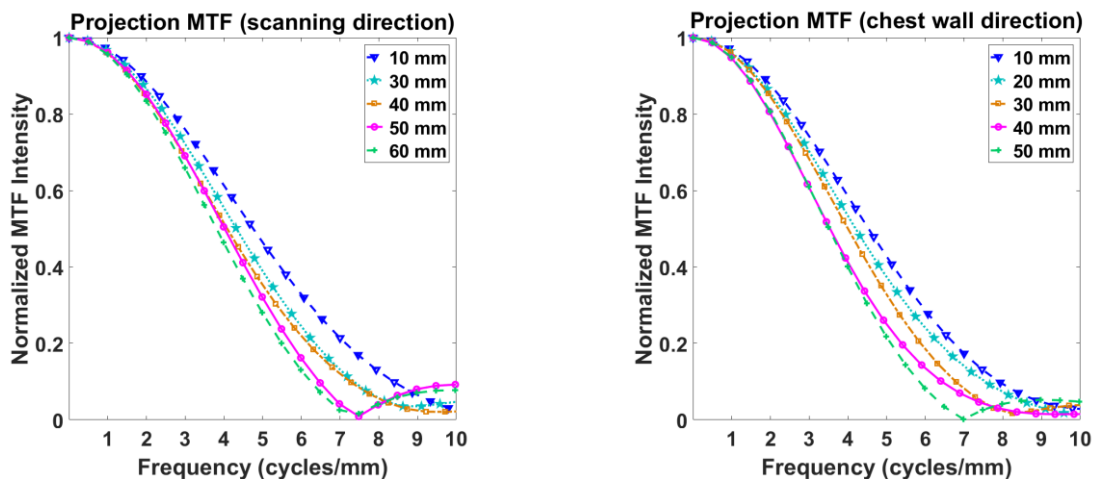 Projection MTF (scanning direction)
1
0.8
0.6
0.4
0.2
0
Normalized MTF Intensity
10 mm
30 mm
40 mm
50 mm
60 mm
1 2 3 4 5 6 7 8 9 10
Frequency (cycles/mm)
Projection MTF (chest wall direction)
1
0.8
0.6
0.4
0.2
0
Normalized MTF Intensity
10 mm
20 mm
30 mm
40 mm
50 mm
1 2 3 4 5 6 7 8 9 10
Frequency (cycles/mm)